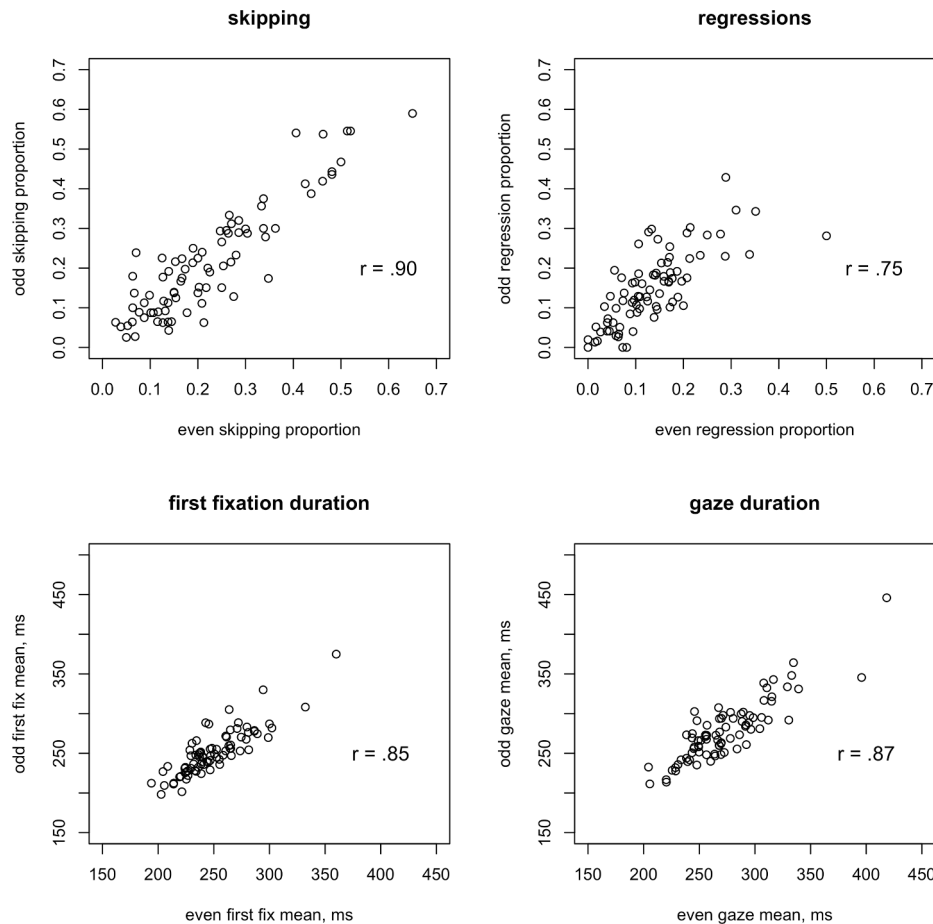 skipping
odd skipping proportion
0.0 0.1 0.2 0.3 0.4 0.5 0.6 0.7
r = .90
0.0 0.1 0.2 0.3 0.4 0.5 0.6 0.7
even skipping proportion
regressions
odd regression proportion
0.0 0.1 0.2 0.3 0.4 0.5 0.6 0.7
r = .75
0.0 0.1 0.2 0.3 0.4 0.5 0.6 0.7
even regression proportion
first fixation duration
odd first fix mean, ms
150 250 350 450
r = .85
150 200 250 300 350 400 450
even first fix mean, ms
gaze duration
odd gaze mean, ms
150 250 350 450
r = .87
150 200 250 300 350 400
even gaze mean, ms